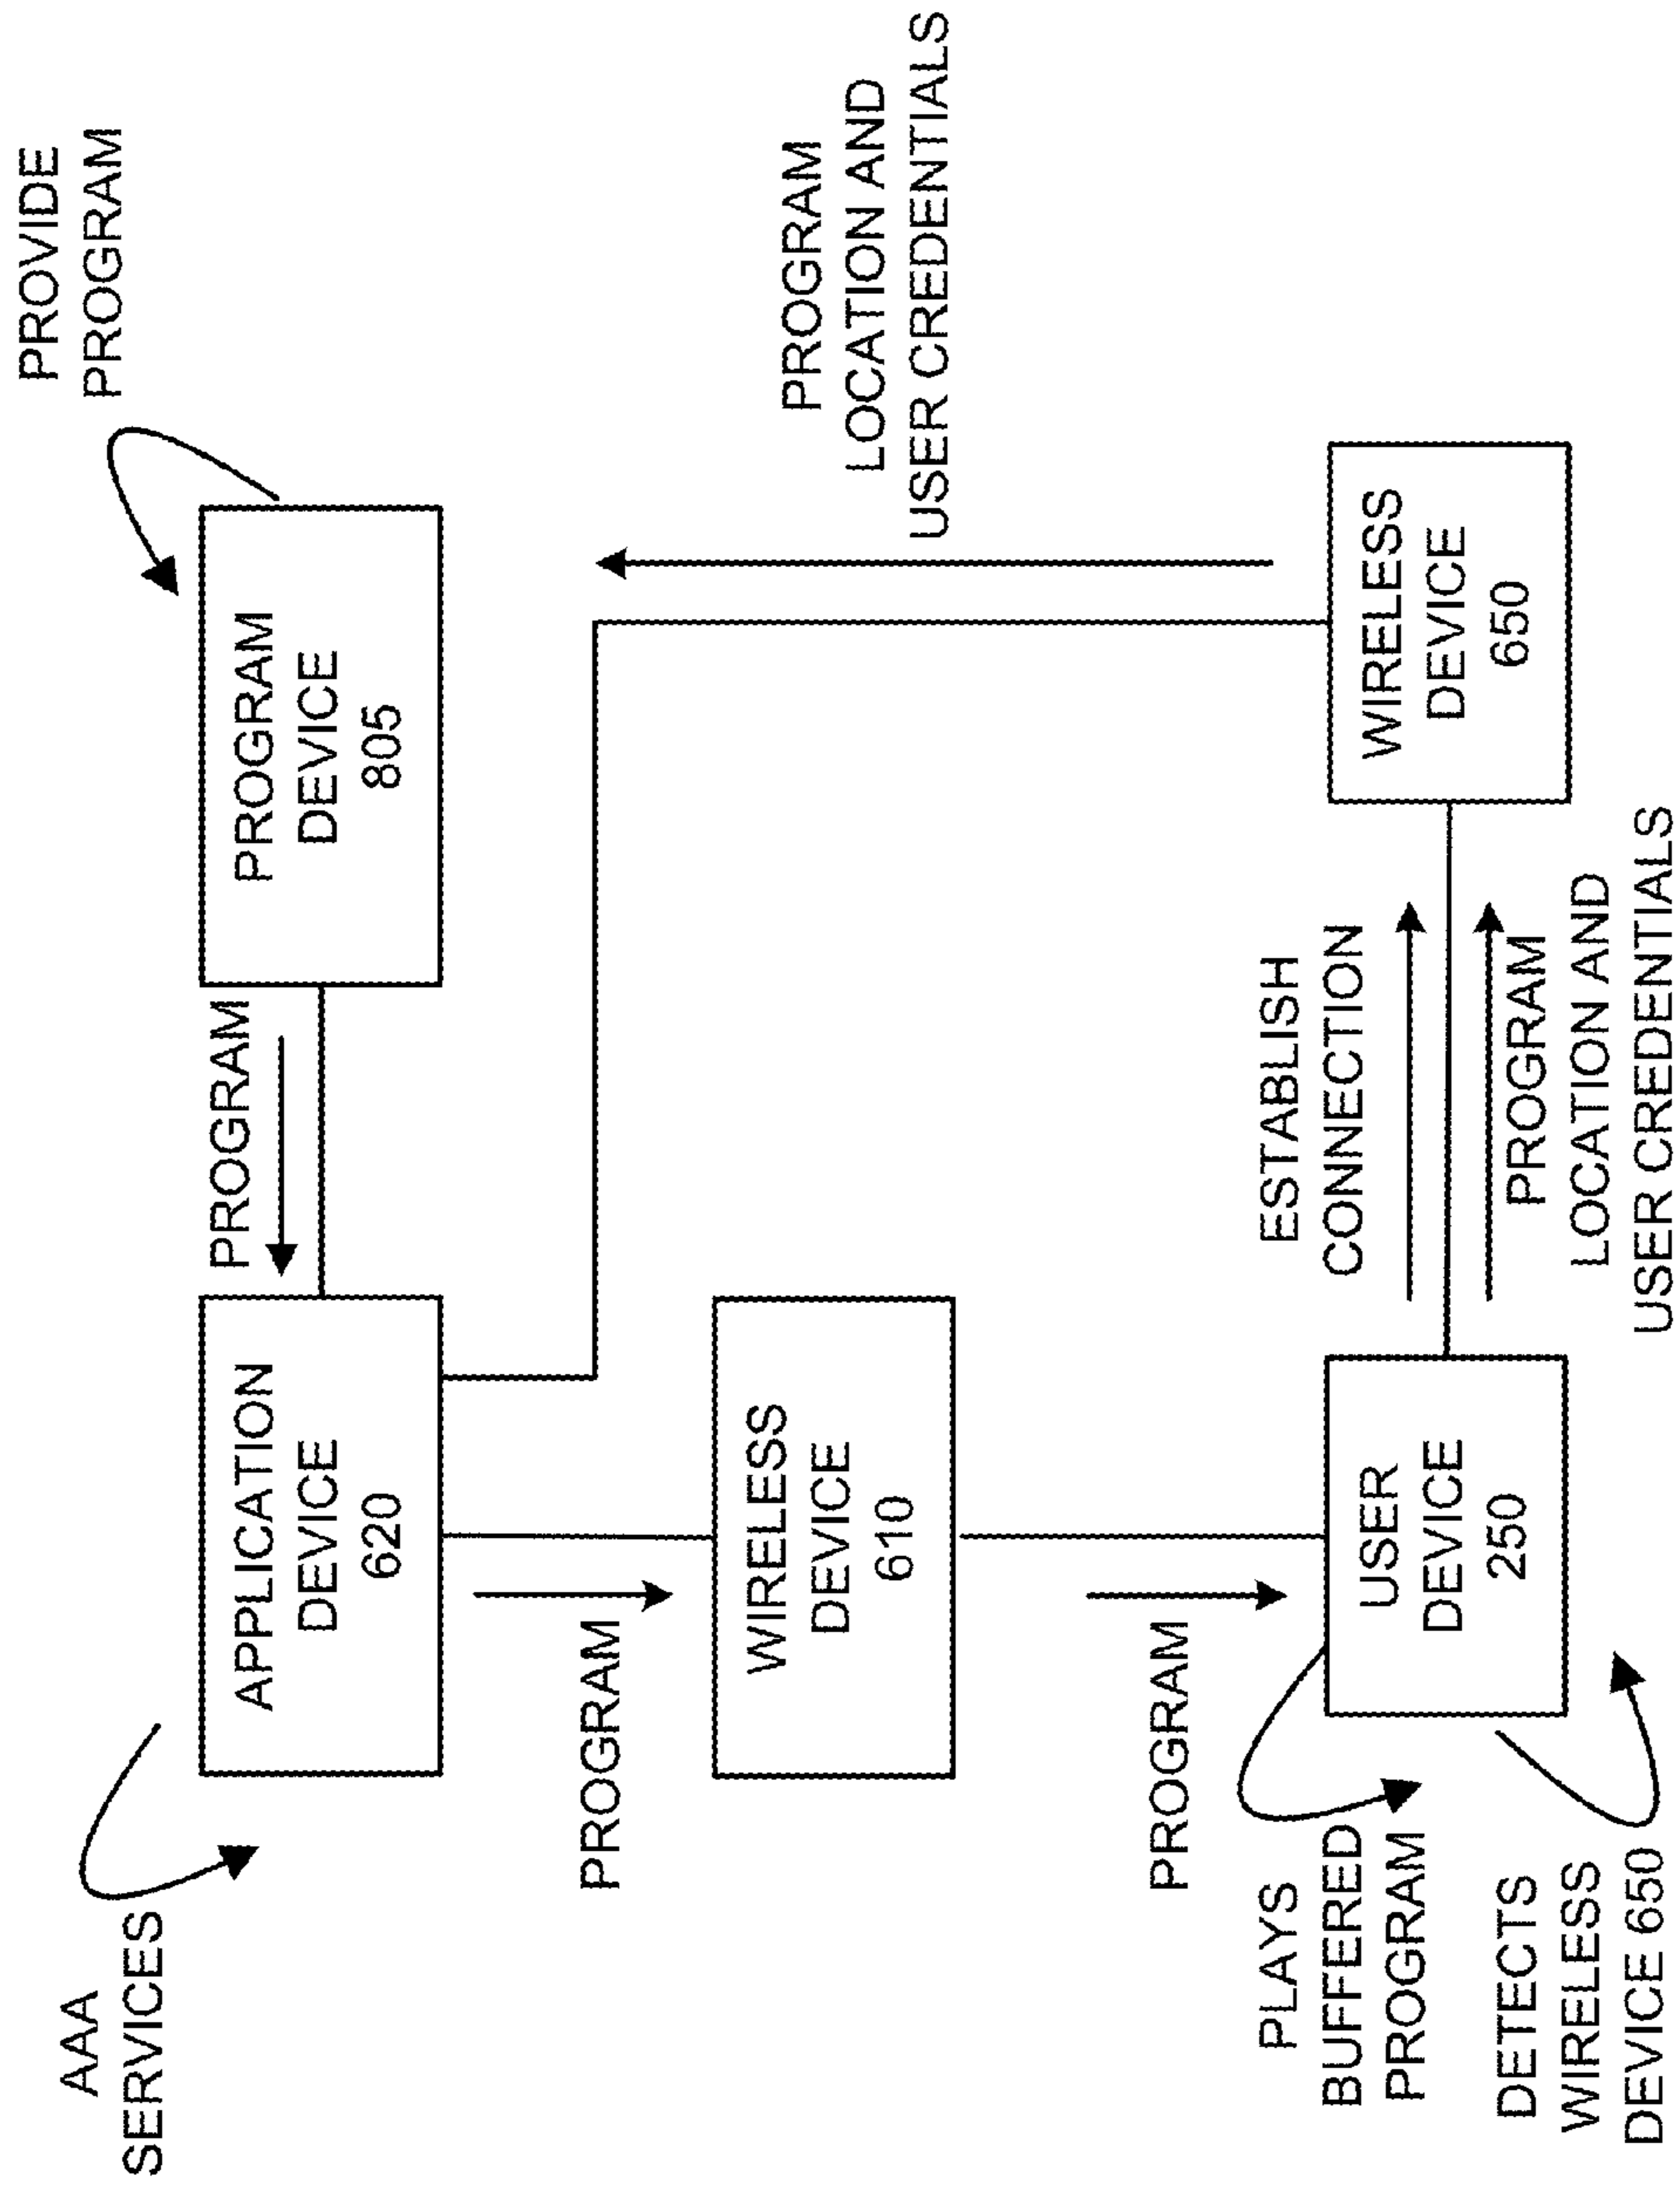 AAA
SERVICES
APPLICATION
DEVICE
620
PROGRAM
PROGRAM
DEVICE
805
PROVIDE
PROGRAM
PROGRAM
WIRELESS
DEVICE
610
PROGRAM
LOCATION AND
USER CREDENTIALS
PROGRAM
PLAYS
BUFFERED
PROGRAM
USER
DEVICE
250
ESTABLISH
CONNECTION
WIRELESS
DEVICE
650
DETECTS
WIRELESS
DEVICE 650
PROGRAM
LOCATION AND
USER CREDENTIALS